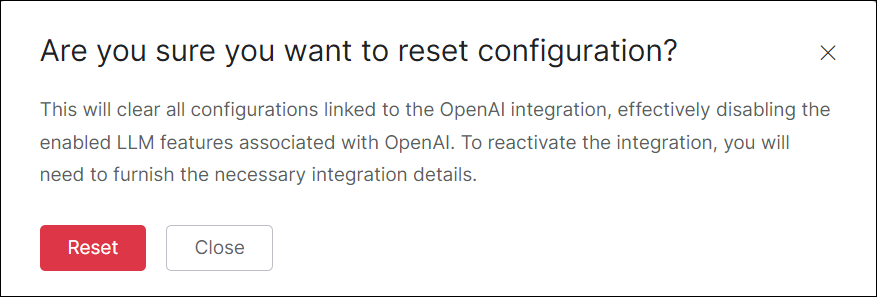 Are you sure you want to reset configuration?
This will clear all configurations linked to the OpenAI integration, effectively disabling the
enabled LLM features associated with OpenAI. To reactivate the integration, you will
need to furnish the necessary integration details.
Reset
Close